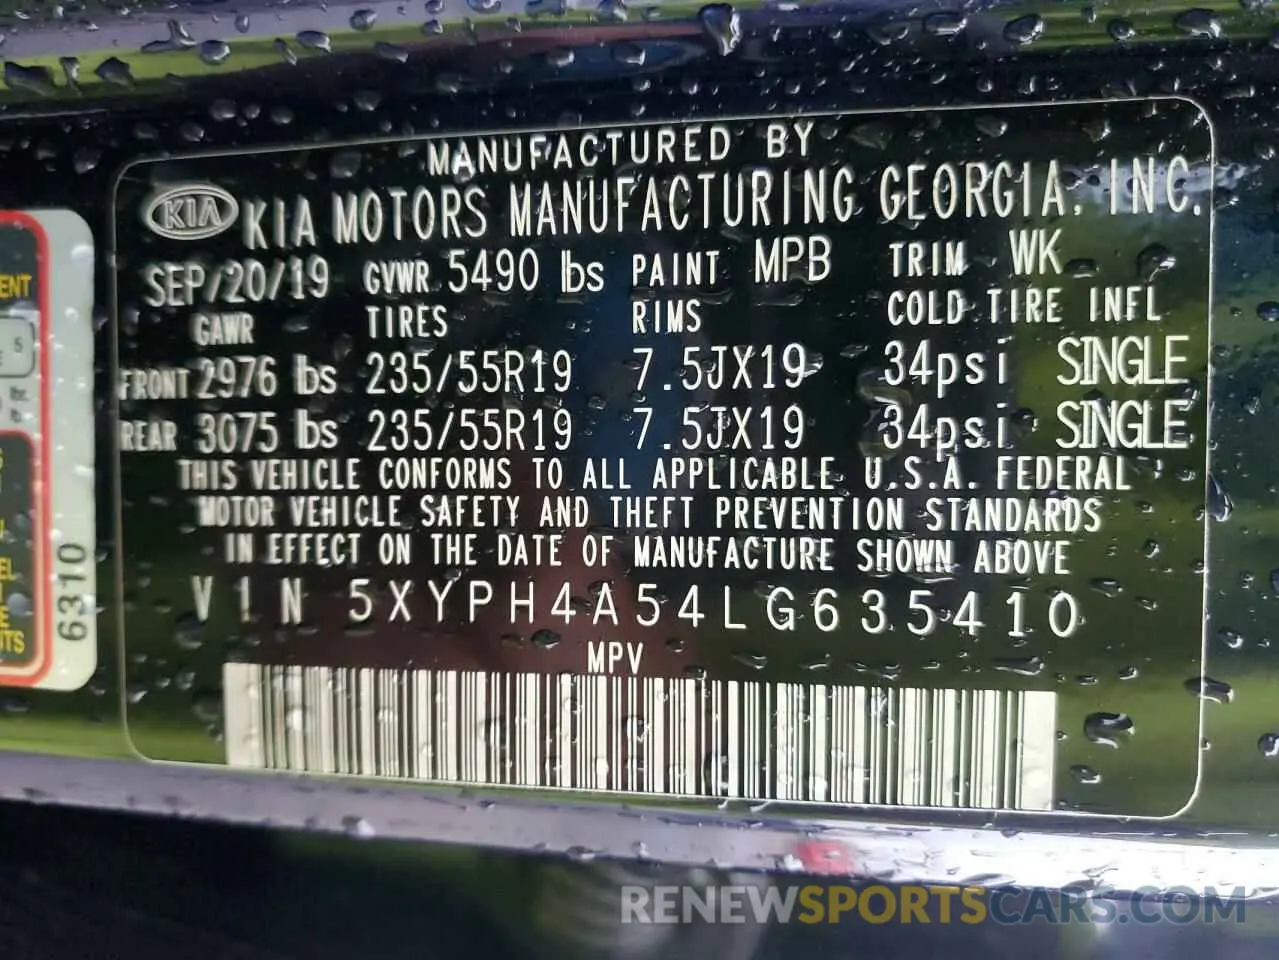 MANUFACTURED BY
KIA KIA MOTORS MANUFACTURING GEORGIA, INC.
SEP/20/19 GVWR 5490 lbs PAINT MPB TRIM WK
GAWR TIRES RIMS COLD TIRE INFL
FRONT 2976 lbs 235/55R19 7.5JX19 34psi SINGLE
REAR 3075 lbs 235/55R19 7.5JX19 34psi SINGLE
THIS VEHICLE CONFORMS TO ALL APPLICABLE U.S.A. FEDERAL
MOTOR VEHICLE SAFETY AND THEFT PREVENTION STANDARDS
IN EFFECT ON THE DATE OF MANUFACTURE SHOWN ABOVE
VIN 5XYPH4A54LG635410
MPV
5
6310
RENEWSPORTSCARS.COM